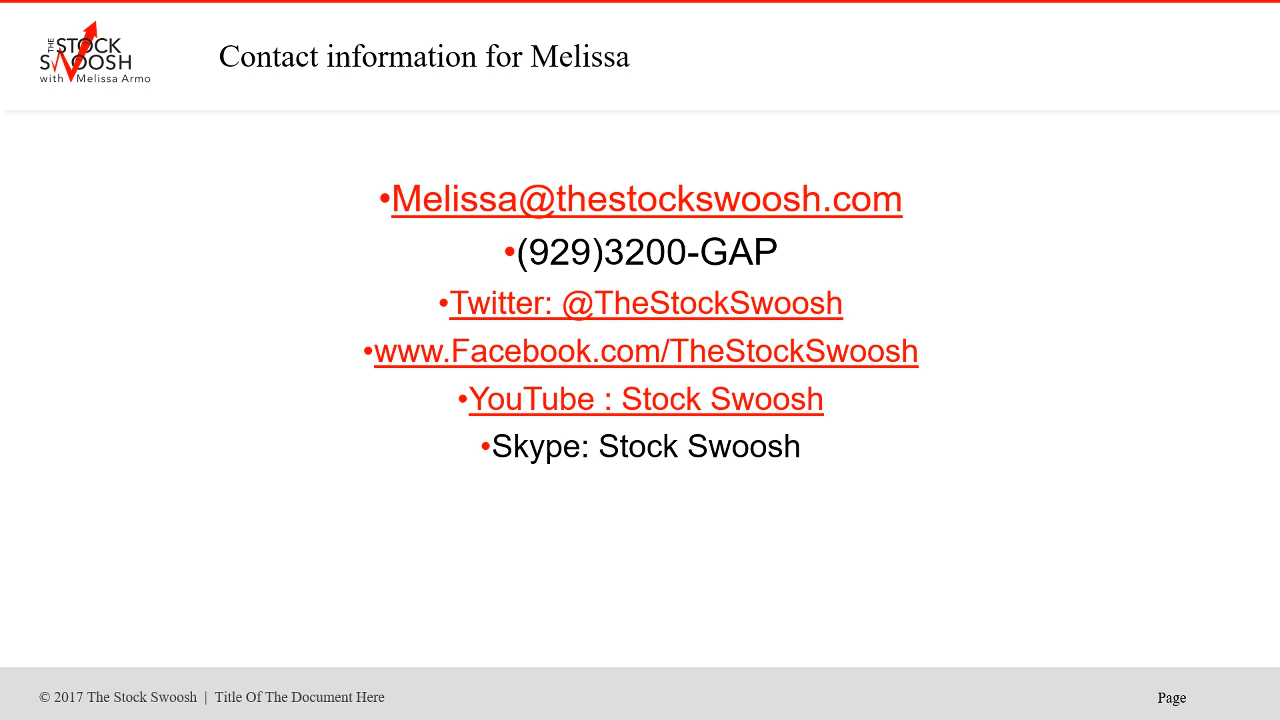 THE STOCK
SWOOSH
with Melissa Armo
Contact information for Melissa
•Melissa@thestockswoosh.com
•(929)3200-GAP
•Twitter: @TheStockSwoosh
•www.Facebook.com/TheStockSwoosh
•YouTube : Stock Swoosh
•Skype: Stock Swoosh
© 2017 The Stock Swoosh | Title Of The Document Here
Page